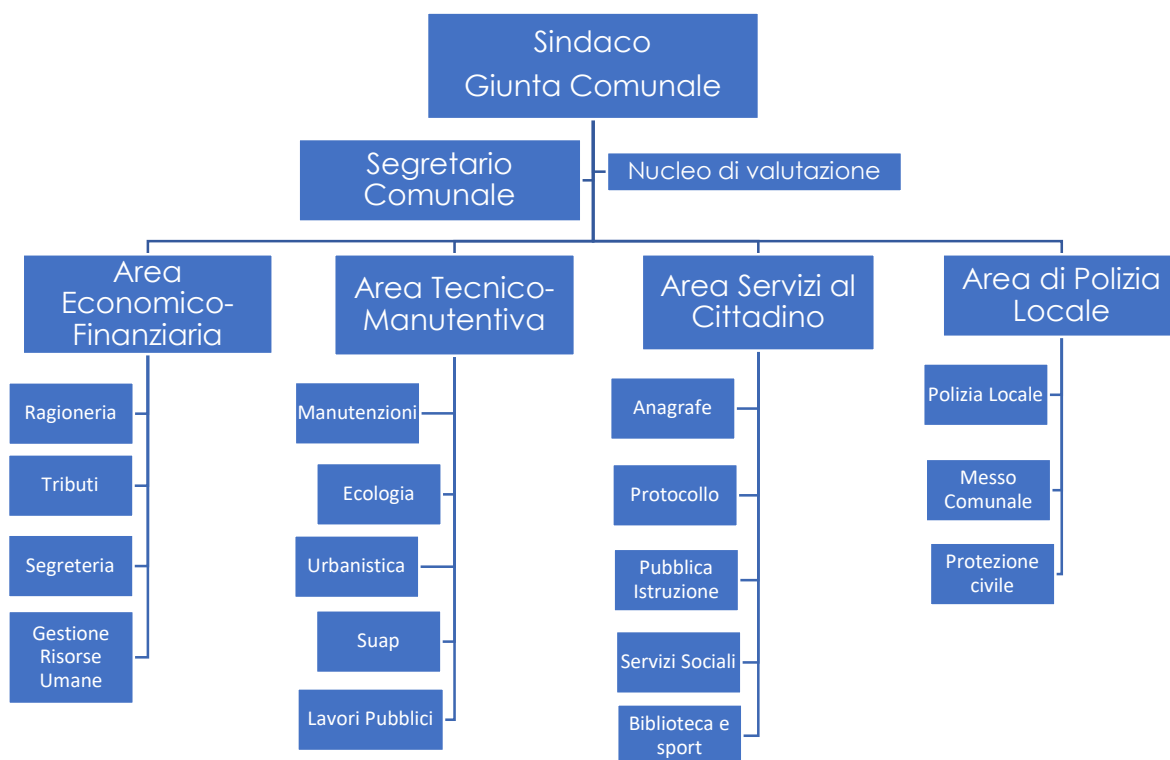 Sindaco
Giunta Comunale
Segretario
Comunale
Nucleo di valutazione
Area
Economico-
Finanziaria
Ragioneria
Tributi
Segreteria
Gestione
Risorse
Umane
Area Tecnico-
Manutentiva
Manutenzioni
Ecologia
Urbanistica
Suap
Lavori Pubblici
Area Servizi al
Cittadino
Anagrafe
Protocollo
Pubblica
Istruzione
Servizi Sociali
Biblioteca e
sport
Area di Polizia
Locale
Polizia Locale
Messo
Comunale
Protezione
civile